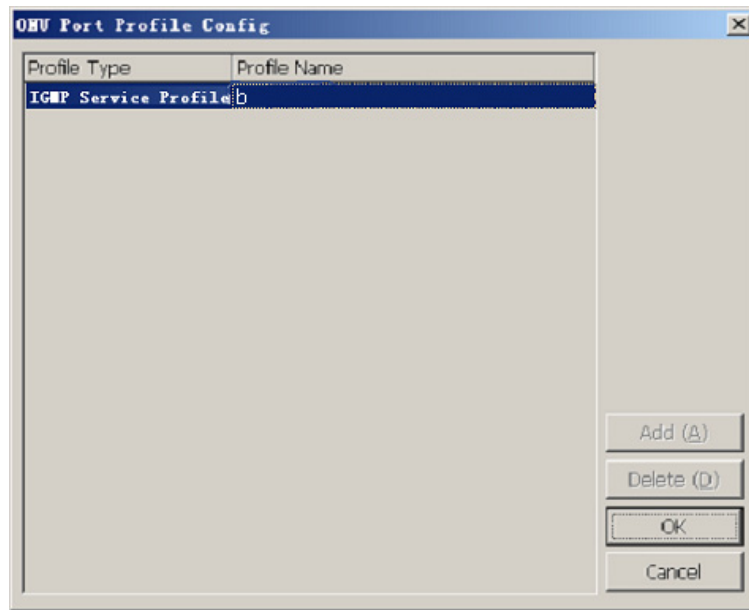 ONU Port Profile Config
Profile Type Profile Name
IGMP Service Profile b
Add (A)
Delete (D)
OK
Cancel